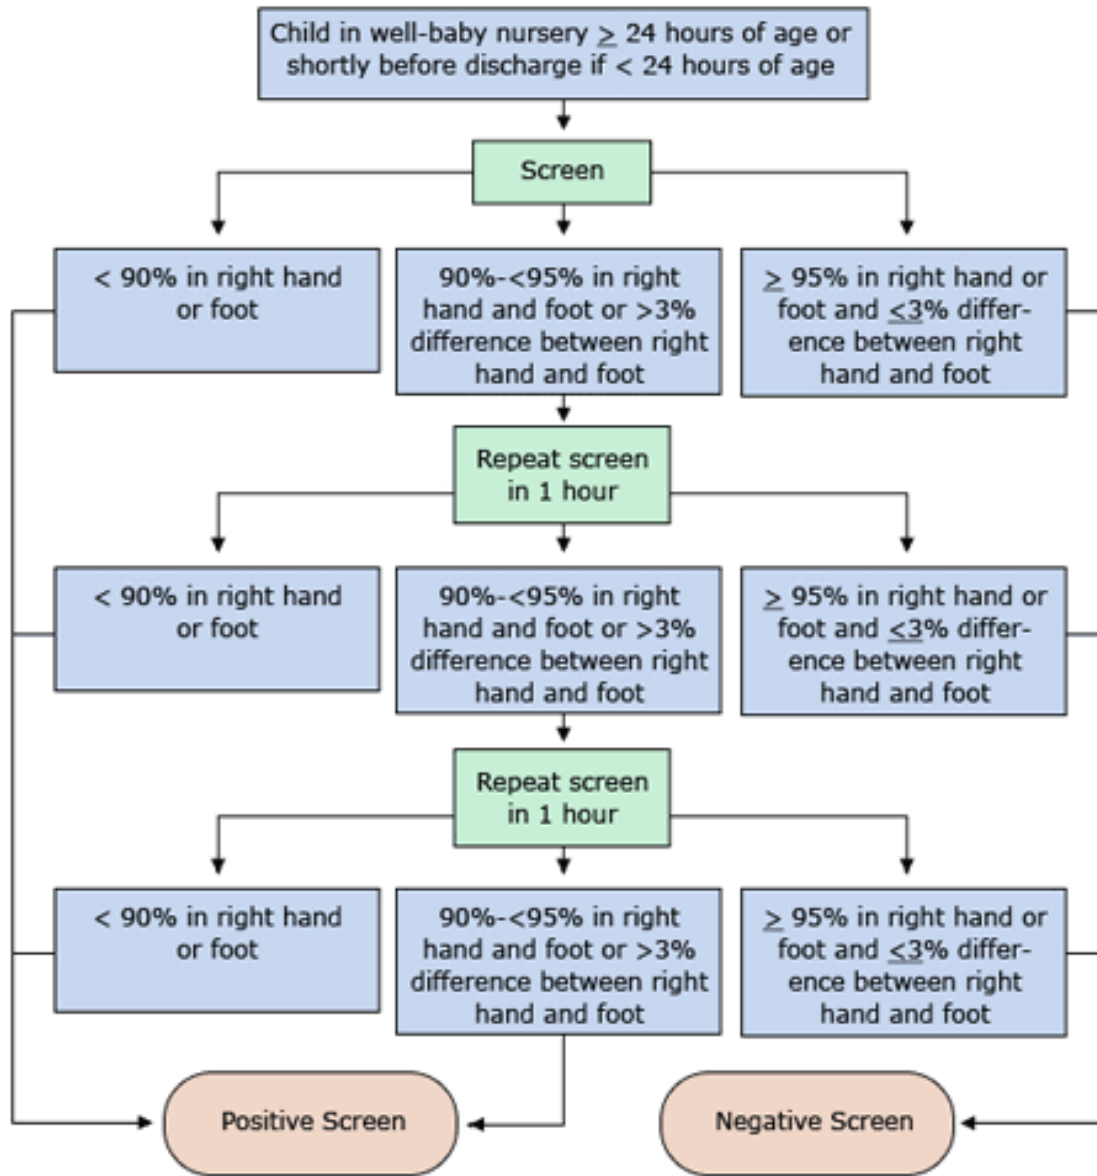 Child in well-baby nursery ≥ 24 hours of age or
shortly before discharge if < 24 hours of age
Screen
< 90% in right hand
or foot
90%-<95% in right
hand and foot or >3%
difference between right
hand and foot
≥ 95% in right hand or
foot and ≤3% differ-
ence between right
hand and foot
Repeat screen
in 1 hour
< 90% in right hand
or foot
90%-<95% in right
hand and foot or >3%
difference between right
hand and foot
≥ 95% in right hand or
foot and ≤3% differ-
ence between right
hand and foot
Repeat screen
in 1 hour
< 90% in right hand
or foot
90%-<95% in right
hand and foot or >3%
difference between right
hand and foot
≥ 95% in right hand or
foot and ≤3% differ-
ence between right
hand and foot
Positive Screen
Negative Screen